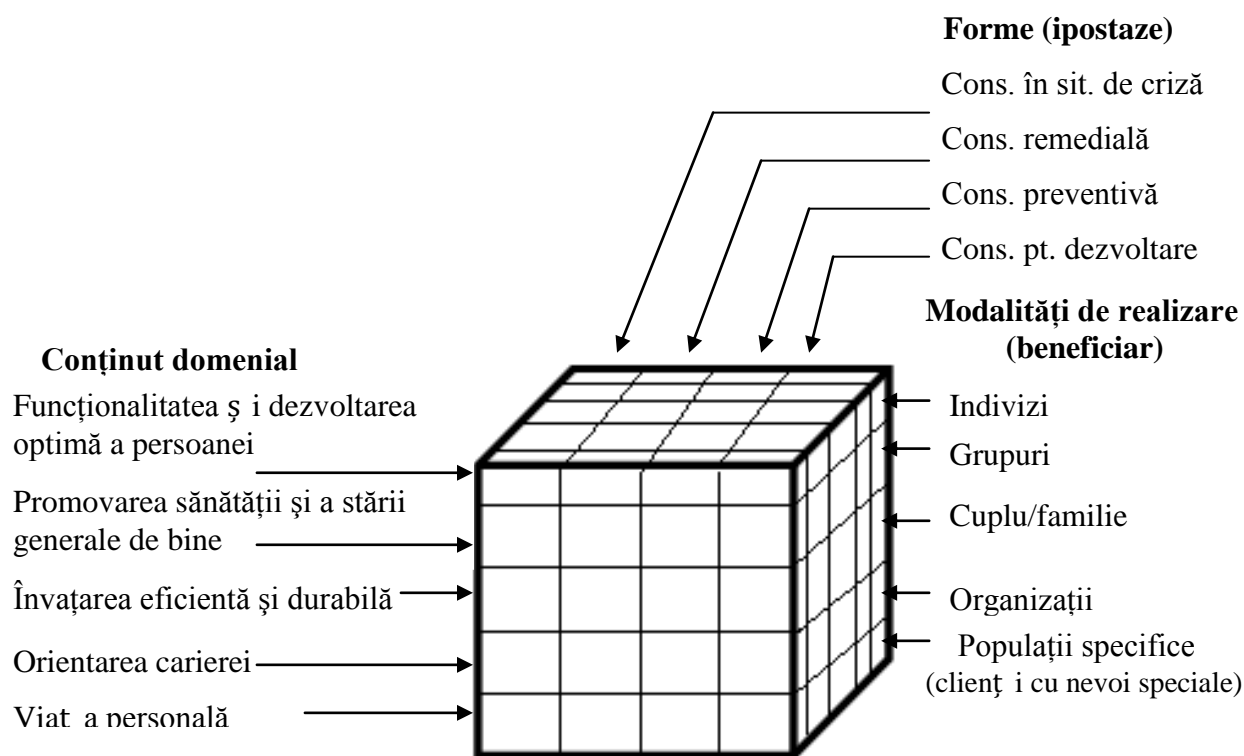 Forme (ipostaze)
Cons. în sit. de criză
Cons. remedială
Cons. preventivă
Cons. pt. dezvoltare
Modalități de realizare
(beneficiar)
Indivizi
Grupuri
Cuplu/familie
Organizații
Populații specifice
(clienț i cu nevoi speciale)
Conținut domenial
Funcționalitatea ș i dezvoltarea
optimă a persoanei
Promovarea sănătății şi a stării
generale de bine
Învațarea eficientă şi durabilă
Orientarea carierei
Viaț a personală